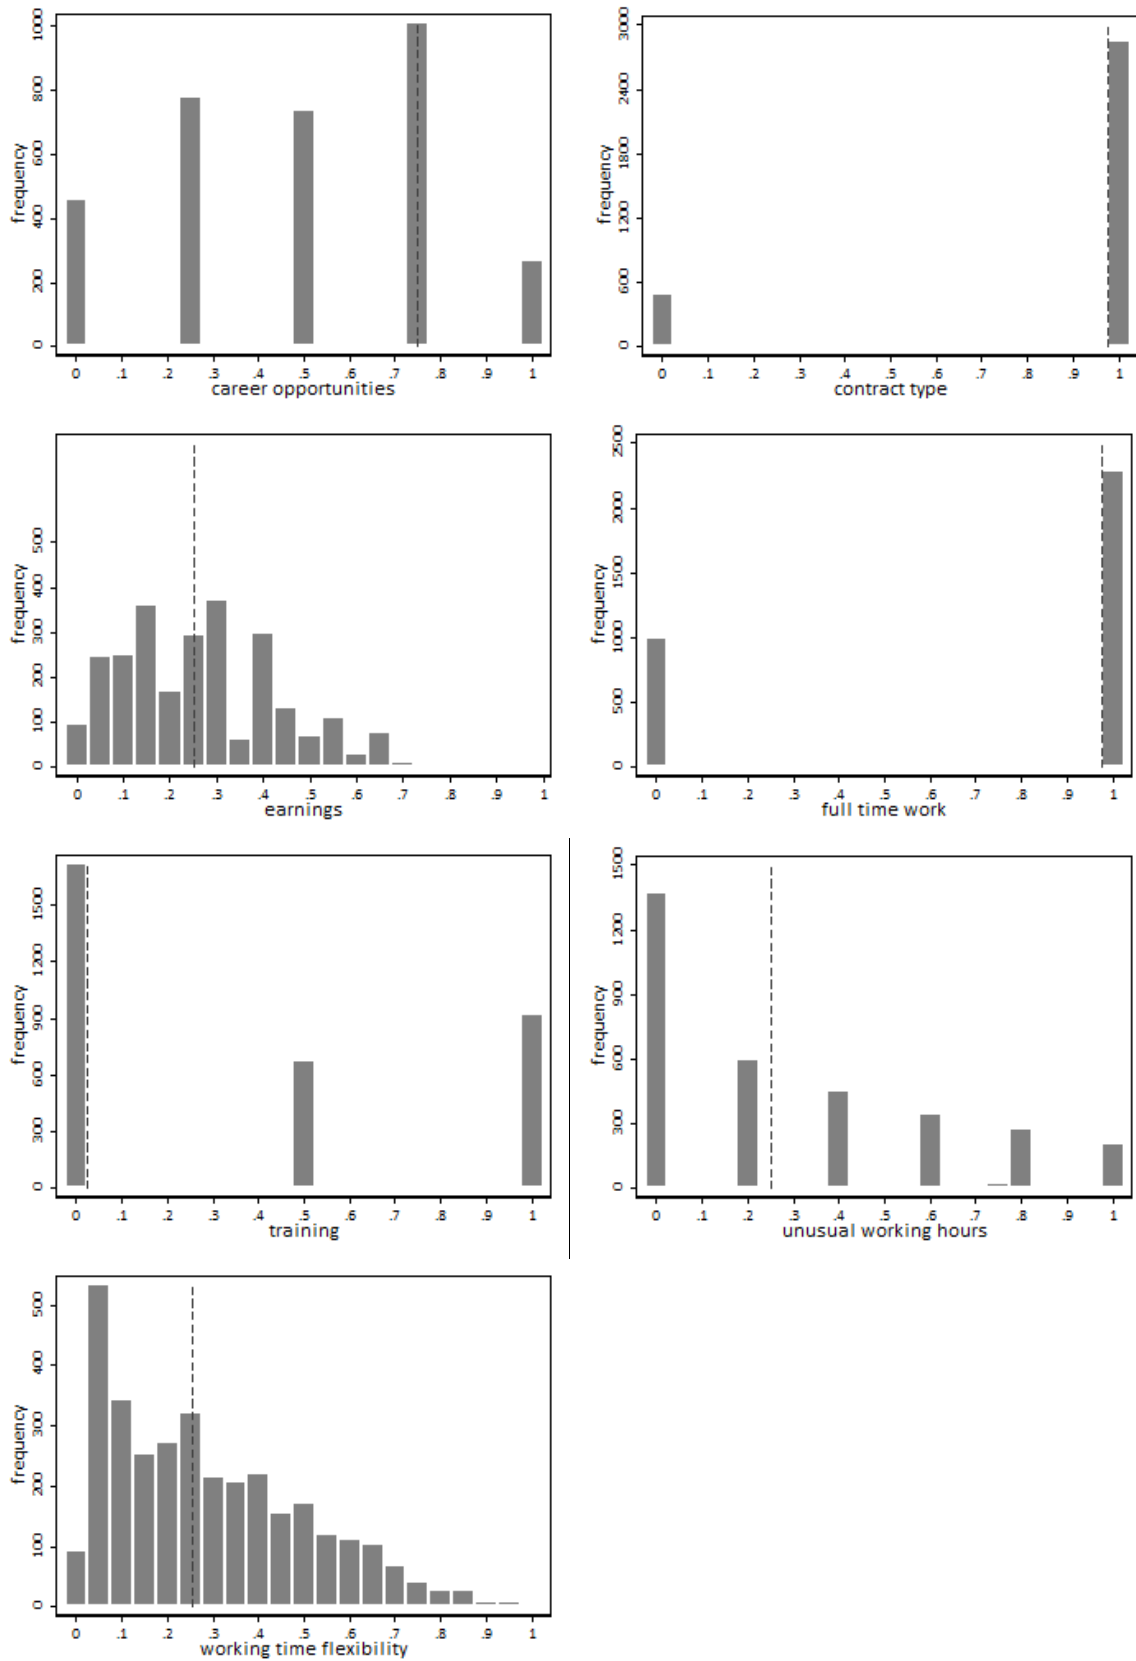 frequency
0 200 400 600 800 1000
0 .1 .2 .3 .4 .5 .6 .7 .8 .9 1
career opportunities
frequency
0 600 1200 1800 2400 3000
0 .1 .2 .3 .4 .5 .6 .7 .8 .9 1
contract type
frequency
0 100 200 300 400 500
0 .1 .2 .3 .4 .5 .6 .7 .8 .9 1
earnings
frequency
0 500 1000 1500 2000 2500
0 .1 .2 .3 .4 .5 .6 .7 .8 .9 1
full time work
frequency
0 300 600 900 1200 1500
0 .1 .2 .3 .4 .5 .6 .7 .8 .9 1
training
frequency
0 300 600 900 1200 1500
0 .1 .2 .3 .4 .5 .6 .7 .8 .9 1
unusual working hours
frequency
0 100 200 300 400 500
0 .1 .2 .3 .4 .5 .6 .7 .8 .9 1
working time flexibility